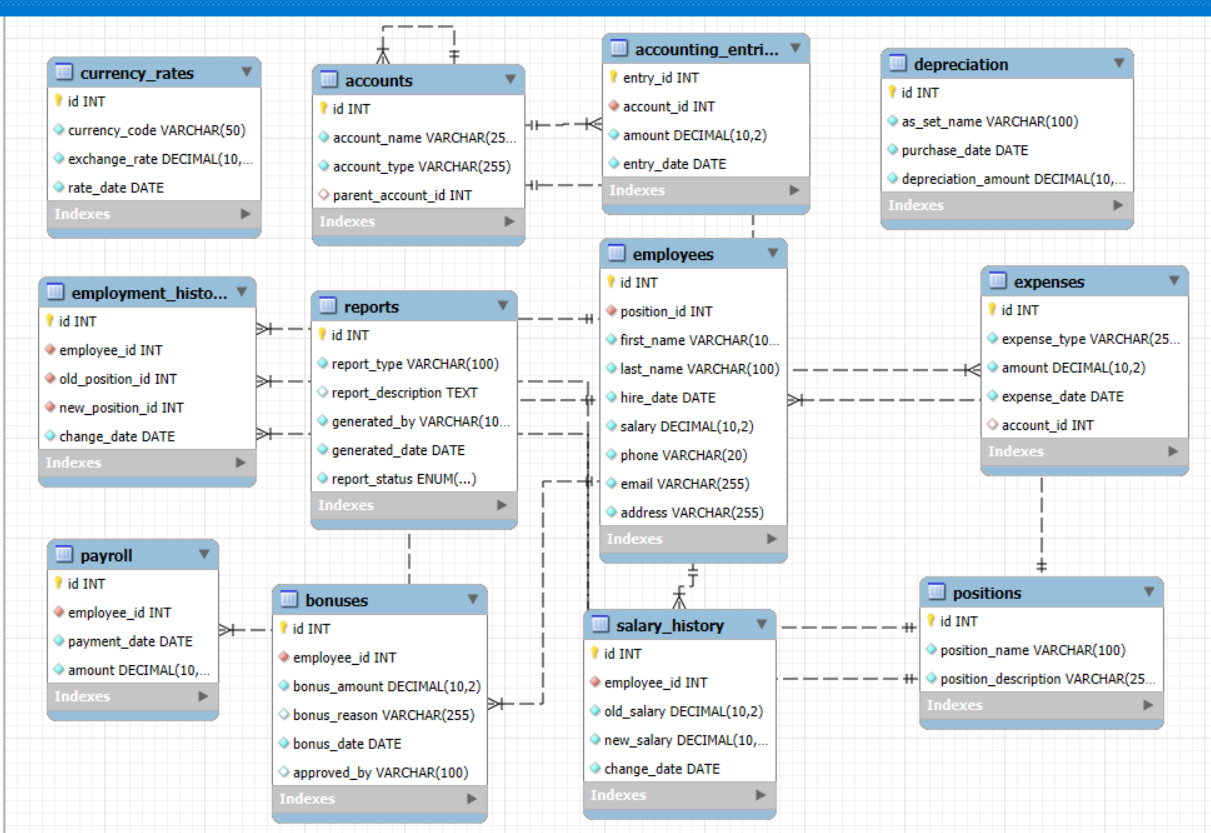 currency_rates
id INT
currency_code VARCHAR(50)
exchange_rate DECIMAL(10,...
rate_date DATE
Indexes
accounts
id INT
account_name VARCHAR(25...
account_type VARCHAR(255)
parent_account_id INT
Indexes
accounting_entri...
entry_id INT
account_id INT
amount DECIMAL(10,2)
entry_date DATE
Indexes
depreciation
id INT
as_set_name VARCHAR(100)
purchase_date DATE
depreciation_amount DECIMAL(10,...
Indexes
employment_histo...
id INT
employee_id INT
old_position_id INT
new_position_id INT
change_date DATE
Indexes
reports
id INT
report_type VARCHAR(100)
report_description TEXT
generated_by VARCHAR(10...
generated_date DATE
report_status ENUM(...)
Indexes
employees
id INT
position_id INT
first_name VARCHAR(10...
last_name VARCHAR(100)
hire_date DATE
salary DECIMAL(10,2)
phone VARCHAR(20)
email VARCHAR(255)
address VARCHAR(255)
Indexes
expenses
id INT
expense_type VARCHAR(25...
amount DECIMAL(10,2)
expense_date DATE
account_id INT
Indexes
payroll
id INT
employee_id INT
payment_date DATE
amount DECIMAL(10,...
Indexes
bonuses
id INT
employee_id INT
bonus_amount DECIMAL(10,2)
bonus_reason VARCHAR(255)
bonus_date DATE
approved_by VARCHAR(100)
Indexes
salary_history
id INT
employee_id INT
old_salary DECIMAL(10,2)
new_salary DECIMAL(10,...
change_date DATE
Indexes
positions
id INT
position_name VARCHAR(100)
position_description VARCHAR(25...
Indexes